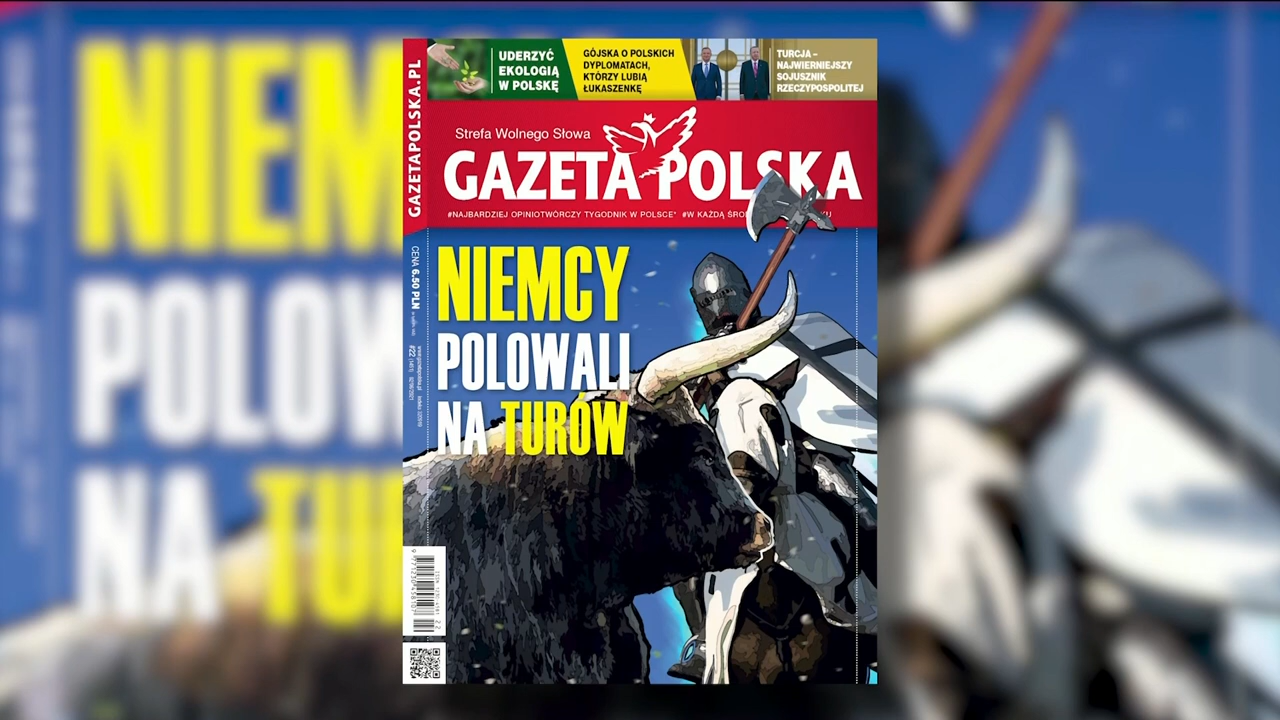 UDERZYĆ
EKOLOGIĄ
W POLSKĘ
GÓJSKA O POLSKICH
DYPLOMATACH,
KTÓRZY LUBIĄ
ŁUKASZENKĘ
TURCJA –
NAJWIERNIEJSZY
SOJUSZNIK
RZECZYPOSPOLITEJ
GAZETAPOLSKA.PL
Strefa Wolnego Słowa
GAZETA POLSKA
#NAJBARDZIEJ OPINIOTWÓRCZY TYGODNIK W POLSCE* #W KAŻDĄ
CENA 6.50 PLN
NIEMCY
POLOWALI
NA TURÓW